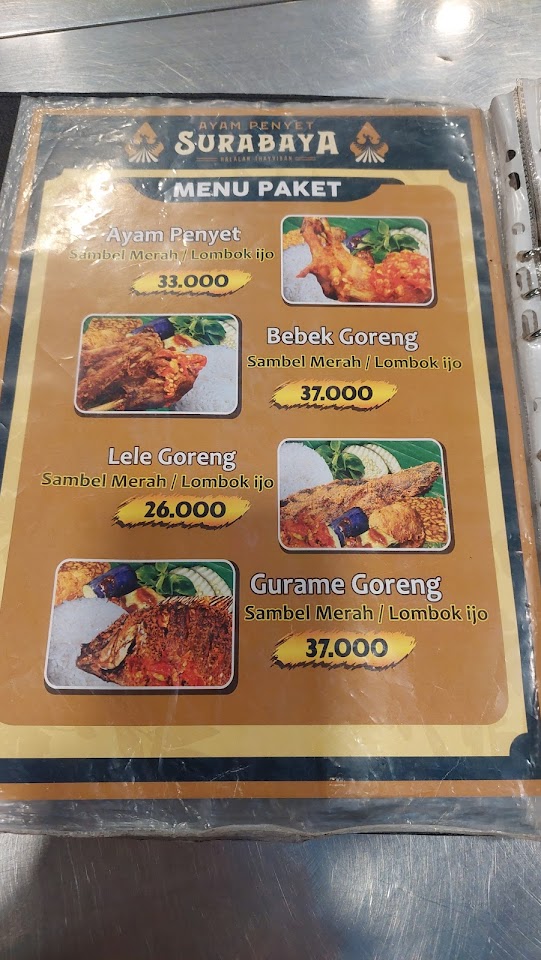 AYAM PENYET
SURABAYA
MENU PAKET
Ayam Penyet
Sambel Merah / Lombok ijo
33.000
Bebek Goreng
Sambel Merah / Lombok ijo
37.000
Lele Goreng
Sambel Merah / Lombok ijo
26.000
Gurame Goreng
Sambel Merah / Lombok ijo
37.000